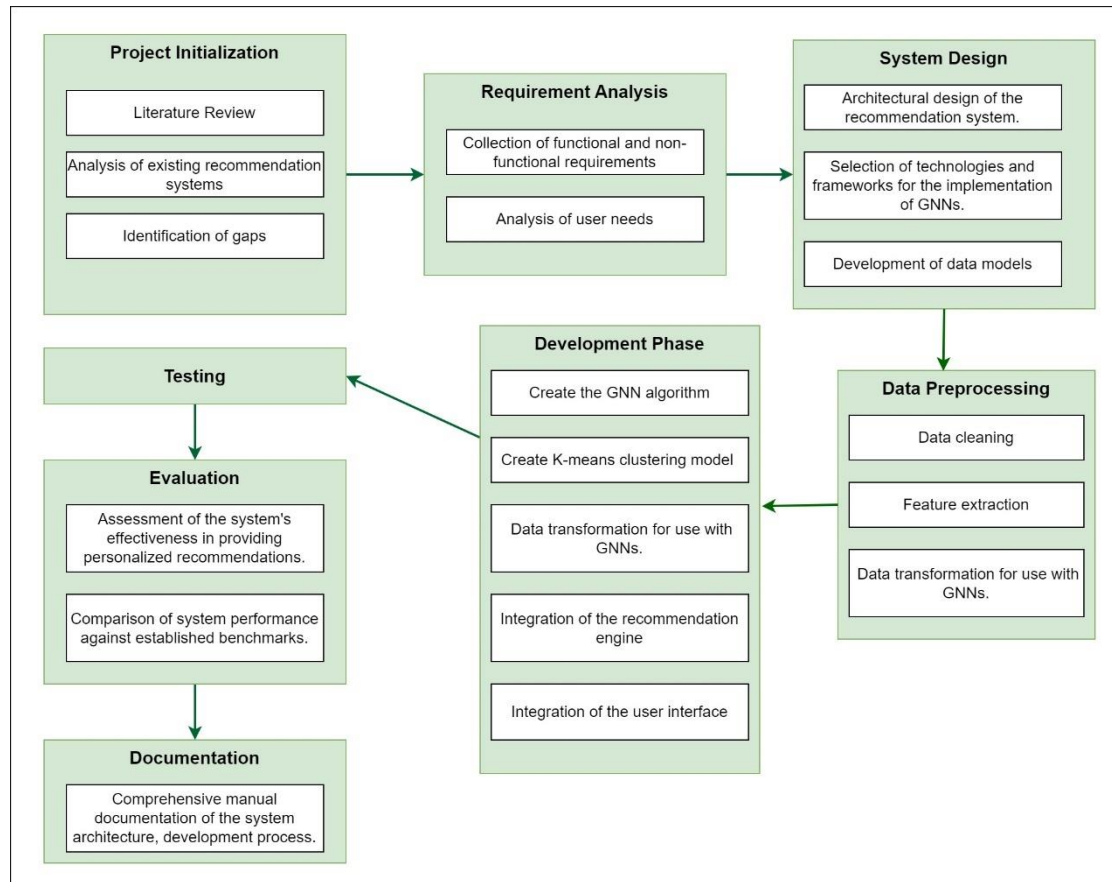 Project Initialization
Literature Review
Analysis of existing recommendation
systems
Identification of gaps
Requirement Analysis
Collection of functional and non-
functional requirements
Analysis of user needs
System Design
Architectural design of the
recommendation system.
Selection of technologies and
frameworks for the implementation
of GNNs.
Development of data models
Data Preprocessing
Data cleaning
Feature extraction
Data transformation for use with
GNNs.
Development Phase
Create the GNN algorithm
Create K-means clustering model
Data transformation for use with
GNNs.
Integration of the recommendation
engine
Integration of the user interface
Testing
Evaluation
Assessment of the system's
effectiveness in providing
personalized recommendations.
Comparison of system performance
against established benchmarks.
Documentation
Comprehensive manual
documentation of the system
architecture, development process.